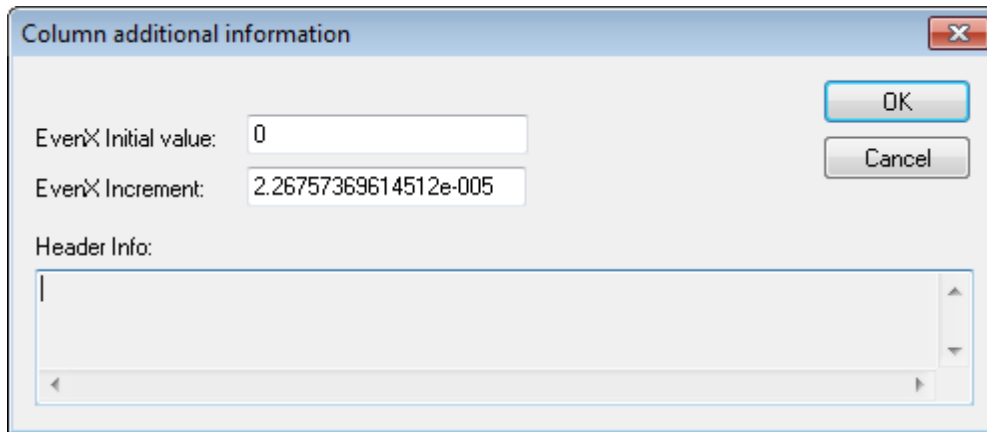 Column additional information
OK
EvenX Initial value: 0
Cancel
EvenX Increment: 2.26757369614512e-005
Header Info: